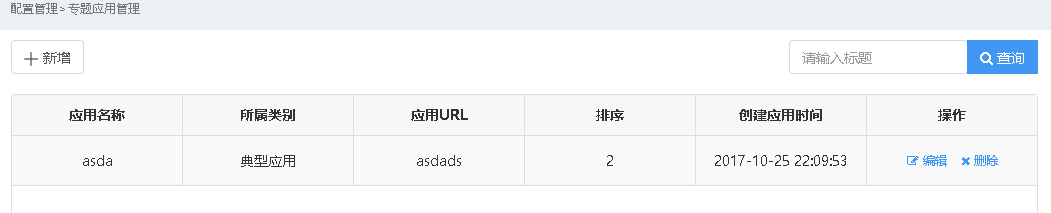 配置管理> 专题应用管理
新增 请输入标题 查询
应用名称 所属类别 应用URL 排序 创建应用时间 操作
asda 典型应用 asdads 2 2017-10-25 22:09:53 编辑 删除